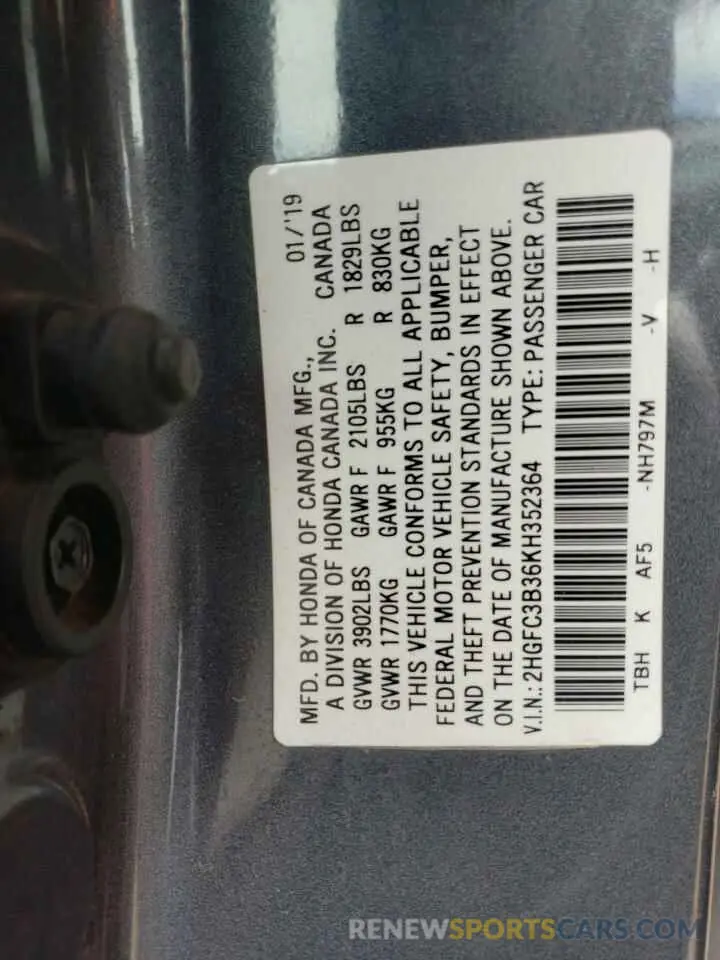 01/'19
MFD. BY HONDA OF CANADA MFG.,
A DIVISION OF HONDA CANADA INC. CANADA
GVWR 3902LBS GAWR F 2105LBS R 1829LBS
GVWR 1770KG GAWR F 955KG R 830KG
THIS VEHICLE CONFORMS TO ALL APPLICABLE
FEDERAL MOTOR VEHICLE SAFETY, BUMPER,
AND THEFT PREVENTION STANDARDS IN EFFECT
ON THE DATE OF MANUFACTURE SHOWN ABOVE.
V.I.N.: 2HGFC3B36KH352364 TYPE: PASSENGER CAR
TBH K AF5 -NH797M -V -H
RENEWSPORTSCARS.COM